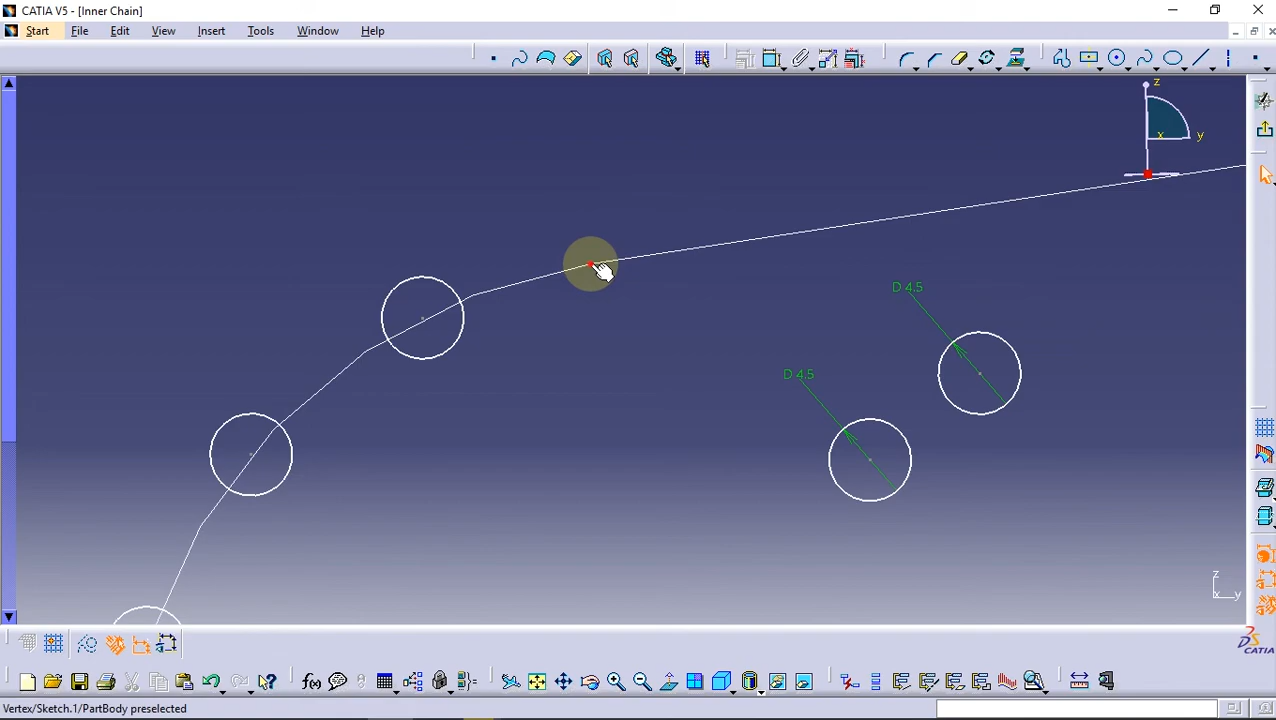 CATIA V5 - [Inner Chain]
Start File Edit View Insert Tools Window Help
z
x y
D 4.5
D 4.5
z
x y
CATIA
f(x)
Vertex/Sketch.1/PartBody preselected